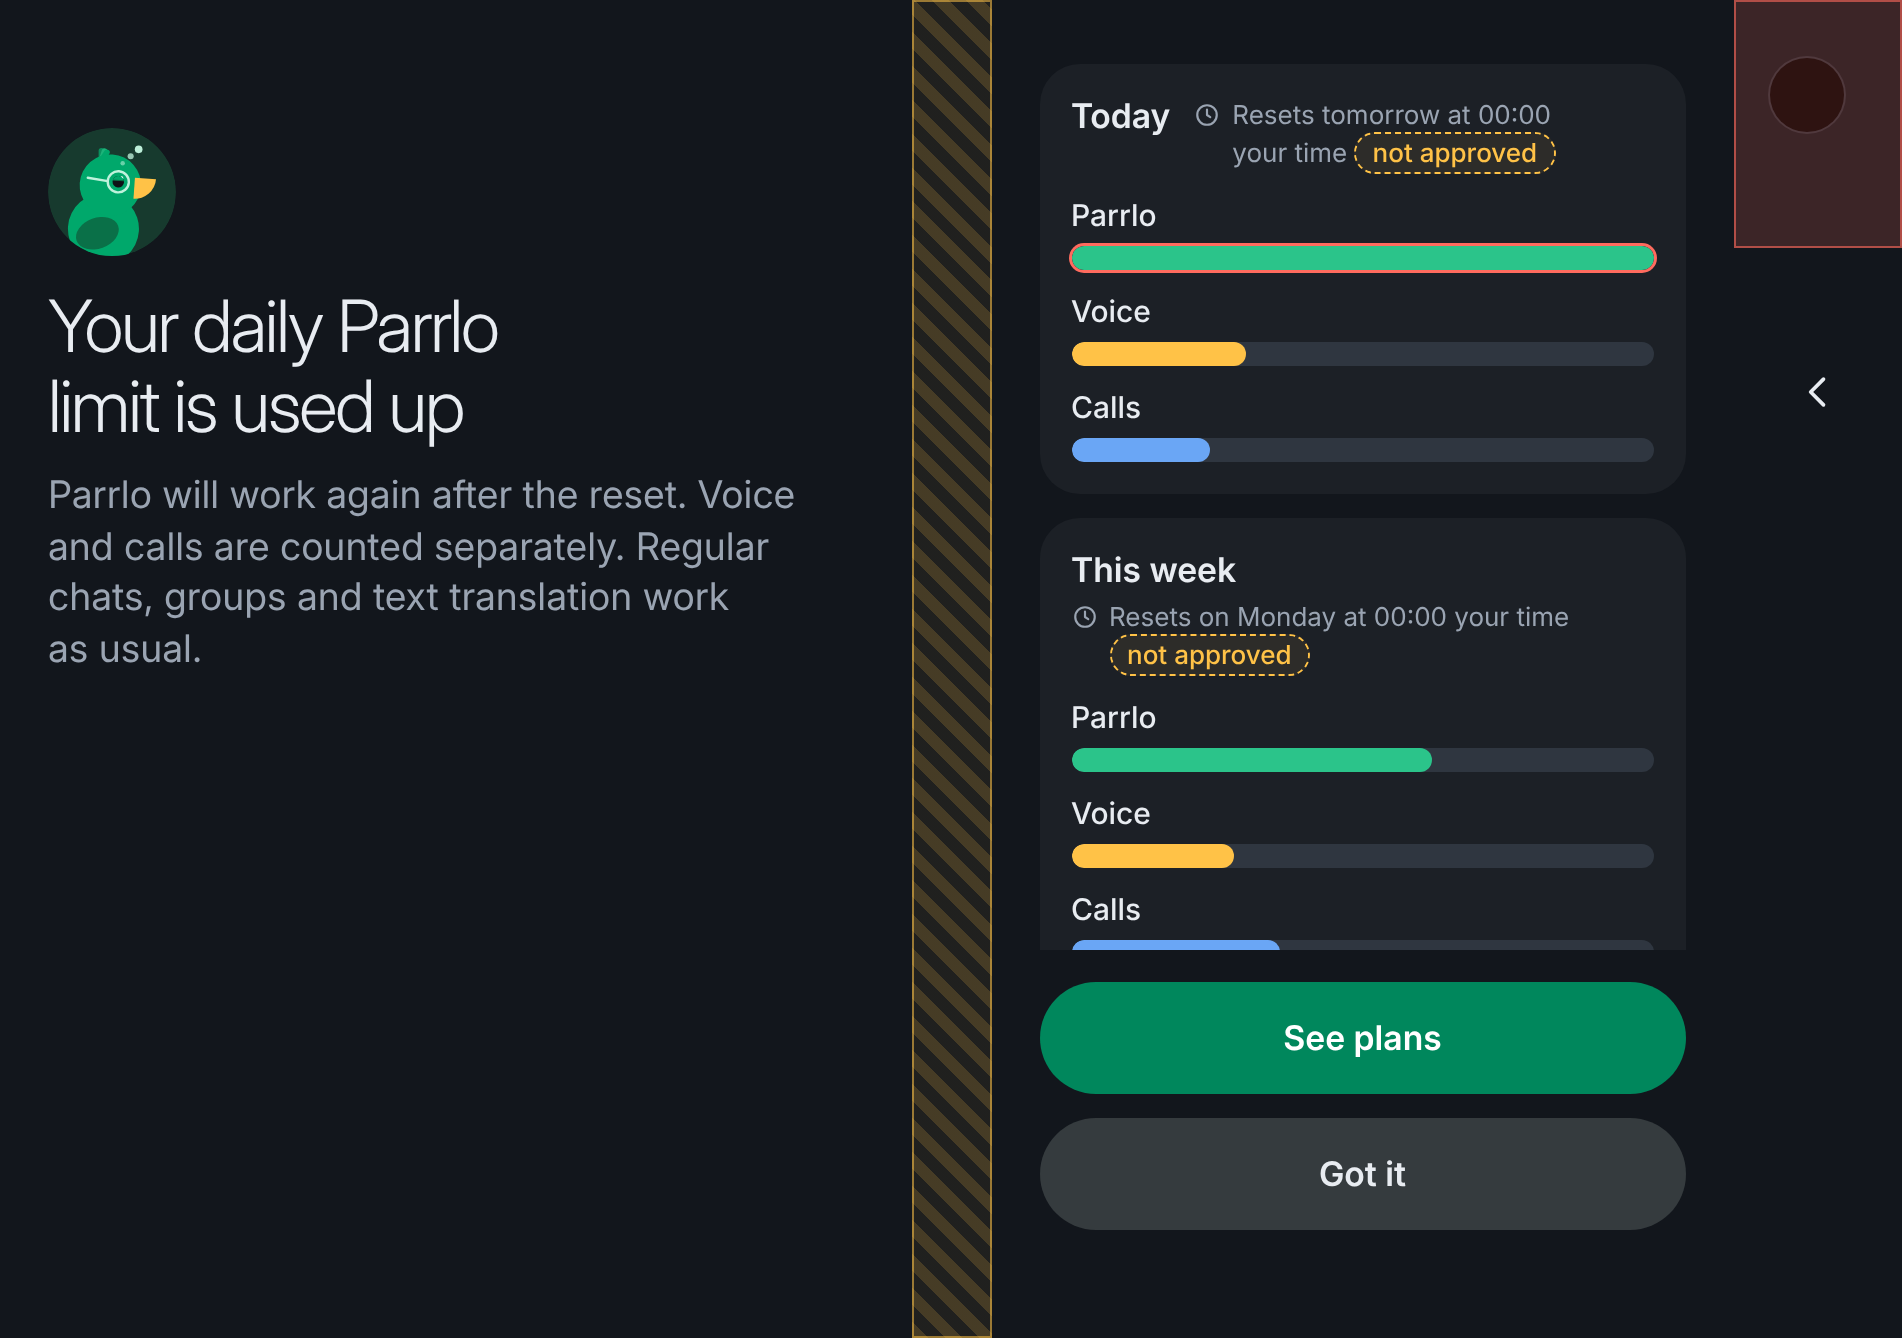 Your daily Parrlo
limit is used up
Parrlo will work again after the reset. Voice
and calls are counted separately. Regular
chats, groups and text translation work
as usual.
Today
Resets tomorrow at 00:00
your time not approved
Parrlo
Voice
Calls
This week
Resets on Monday at 00:00 your time
not approved
Parrlo
Voice
Calls
See plans
Got it